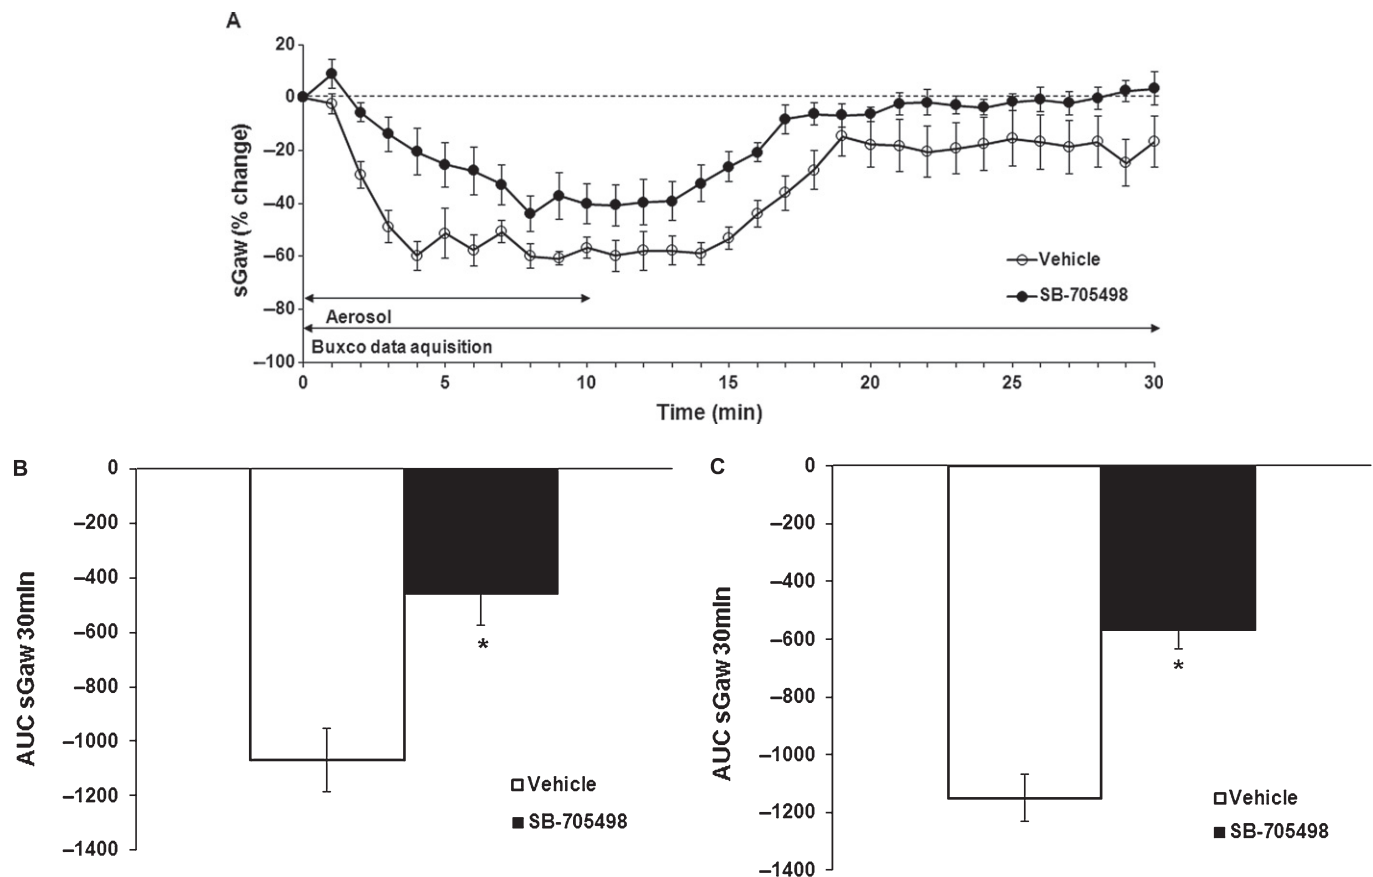 A
20
0
–20
–40
–60
–80
–100
sGaw (% change)
Vehicle
SB-705498
Aerosol
Buxco data aquisition
0 5 10 15 20 25 30
Time (min)
B
0
–200
–400
–600
–800
–1000
–1200
–1400
AUC sGaw 30mIn
*
Vehicle
SB-705498
C
0
–200
–400
–600
–800
–1000
–1200
–1400
AUC sGaw 30mIn
*
Vehicle
SB-705498